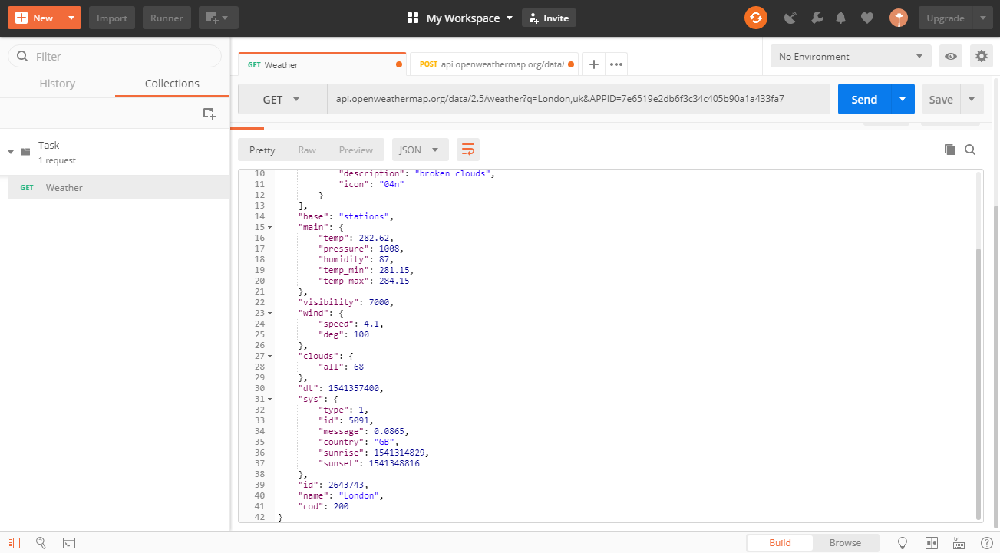 New Import Runner My Workspace Invite Upgrade
Filter
History Collections
Task
1 request
GET Weather
GET Weather POST api.openweathermap.org/data/ + ••• No Environment
GET api.openweathermap.org/data/2.5/weather?q=London,uk&APPID=7e6519e2db6f3c34c405b90a1a433fa7 Send Save
Pretty Raw Preview JSON
10 "description": "broken clouds",
11 "icon": "04n"
12 }
13 ],
14 "base": "stations",
15 "main": {
16 "temp": 282.62,
17 "pressure": 1008,
18 "humidity": 87,
19 "temp_min": 281.15,
20 "temp_max": 284.15
21 },
22 "visibility": 7000,
23 "wind": {
24 "speed": 4.1,
25 "deg": 100
26 },
27 "clouds": {
28 "all": 68
29 },
30 "dt": 1541357400,
31 "sys": {
32 "type": 1,
33 "id": 5091,
34 "message": 0.0865,
35 "country": "GB",
36 "sunrise": 1541314829,
37 "sunset": 1541348816
38 },
39 "id": 2643743,
40 "name": "London",
41 "cod": 200
42 }
Build Browse